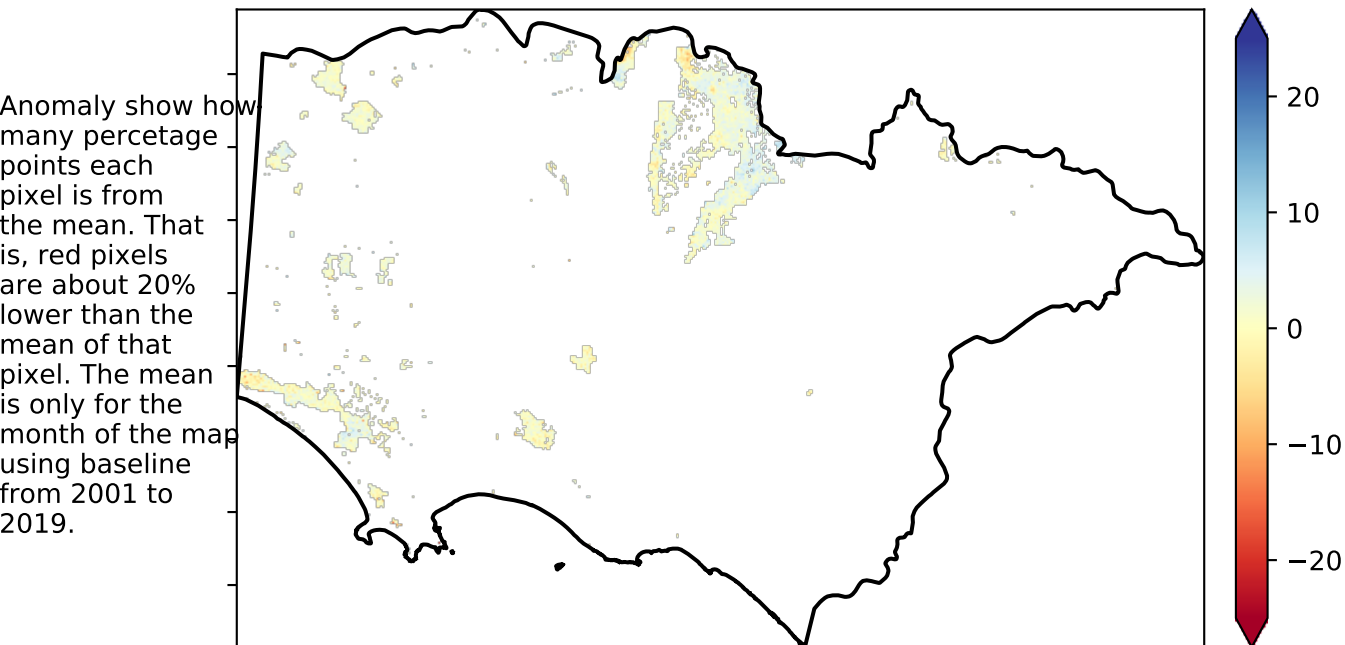 Anomaly show how
many percetage
points each
pixel is from
the mean. That
is, red pixels
are about 20%
lower than the
mean of that
pixel. The mean
is only for the
month of the map
using baseline
from 2001 to
2019.
20
10
0
−10
−20